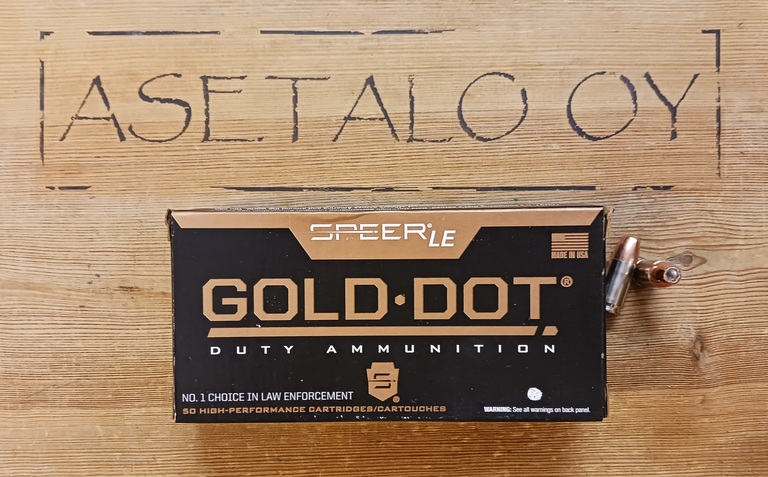 ASETALO OY
SPEER® LE
MADE IN USA
GOLD·DOT®
DUTY AMMUNITION
S
NO. 1 CHOICE IN LAW ENFORCEMENT
50 HIGH-PERFORMANCE CARTRIDGES/CARTOUCHES
WARNING: See all warnings on back panel.